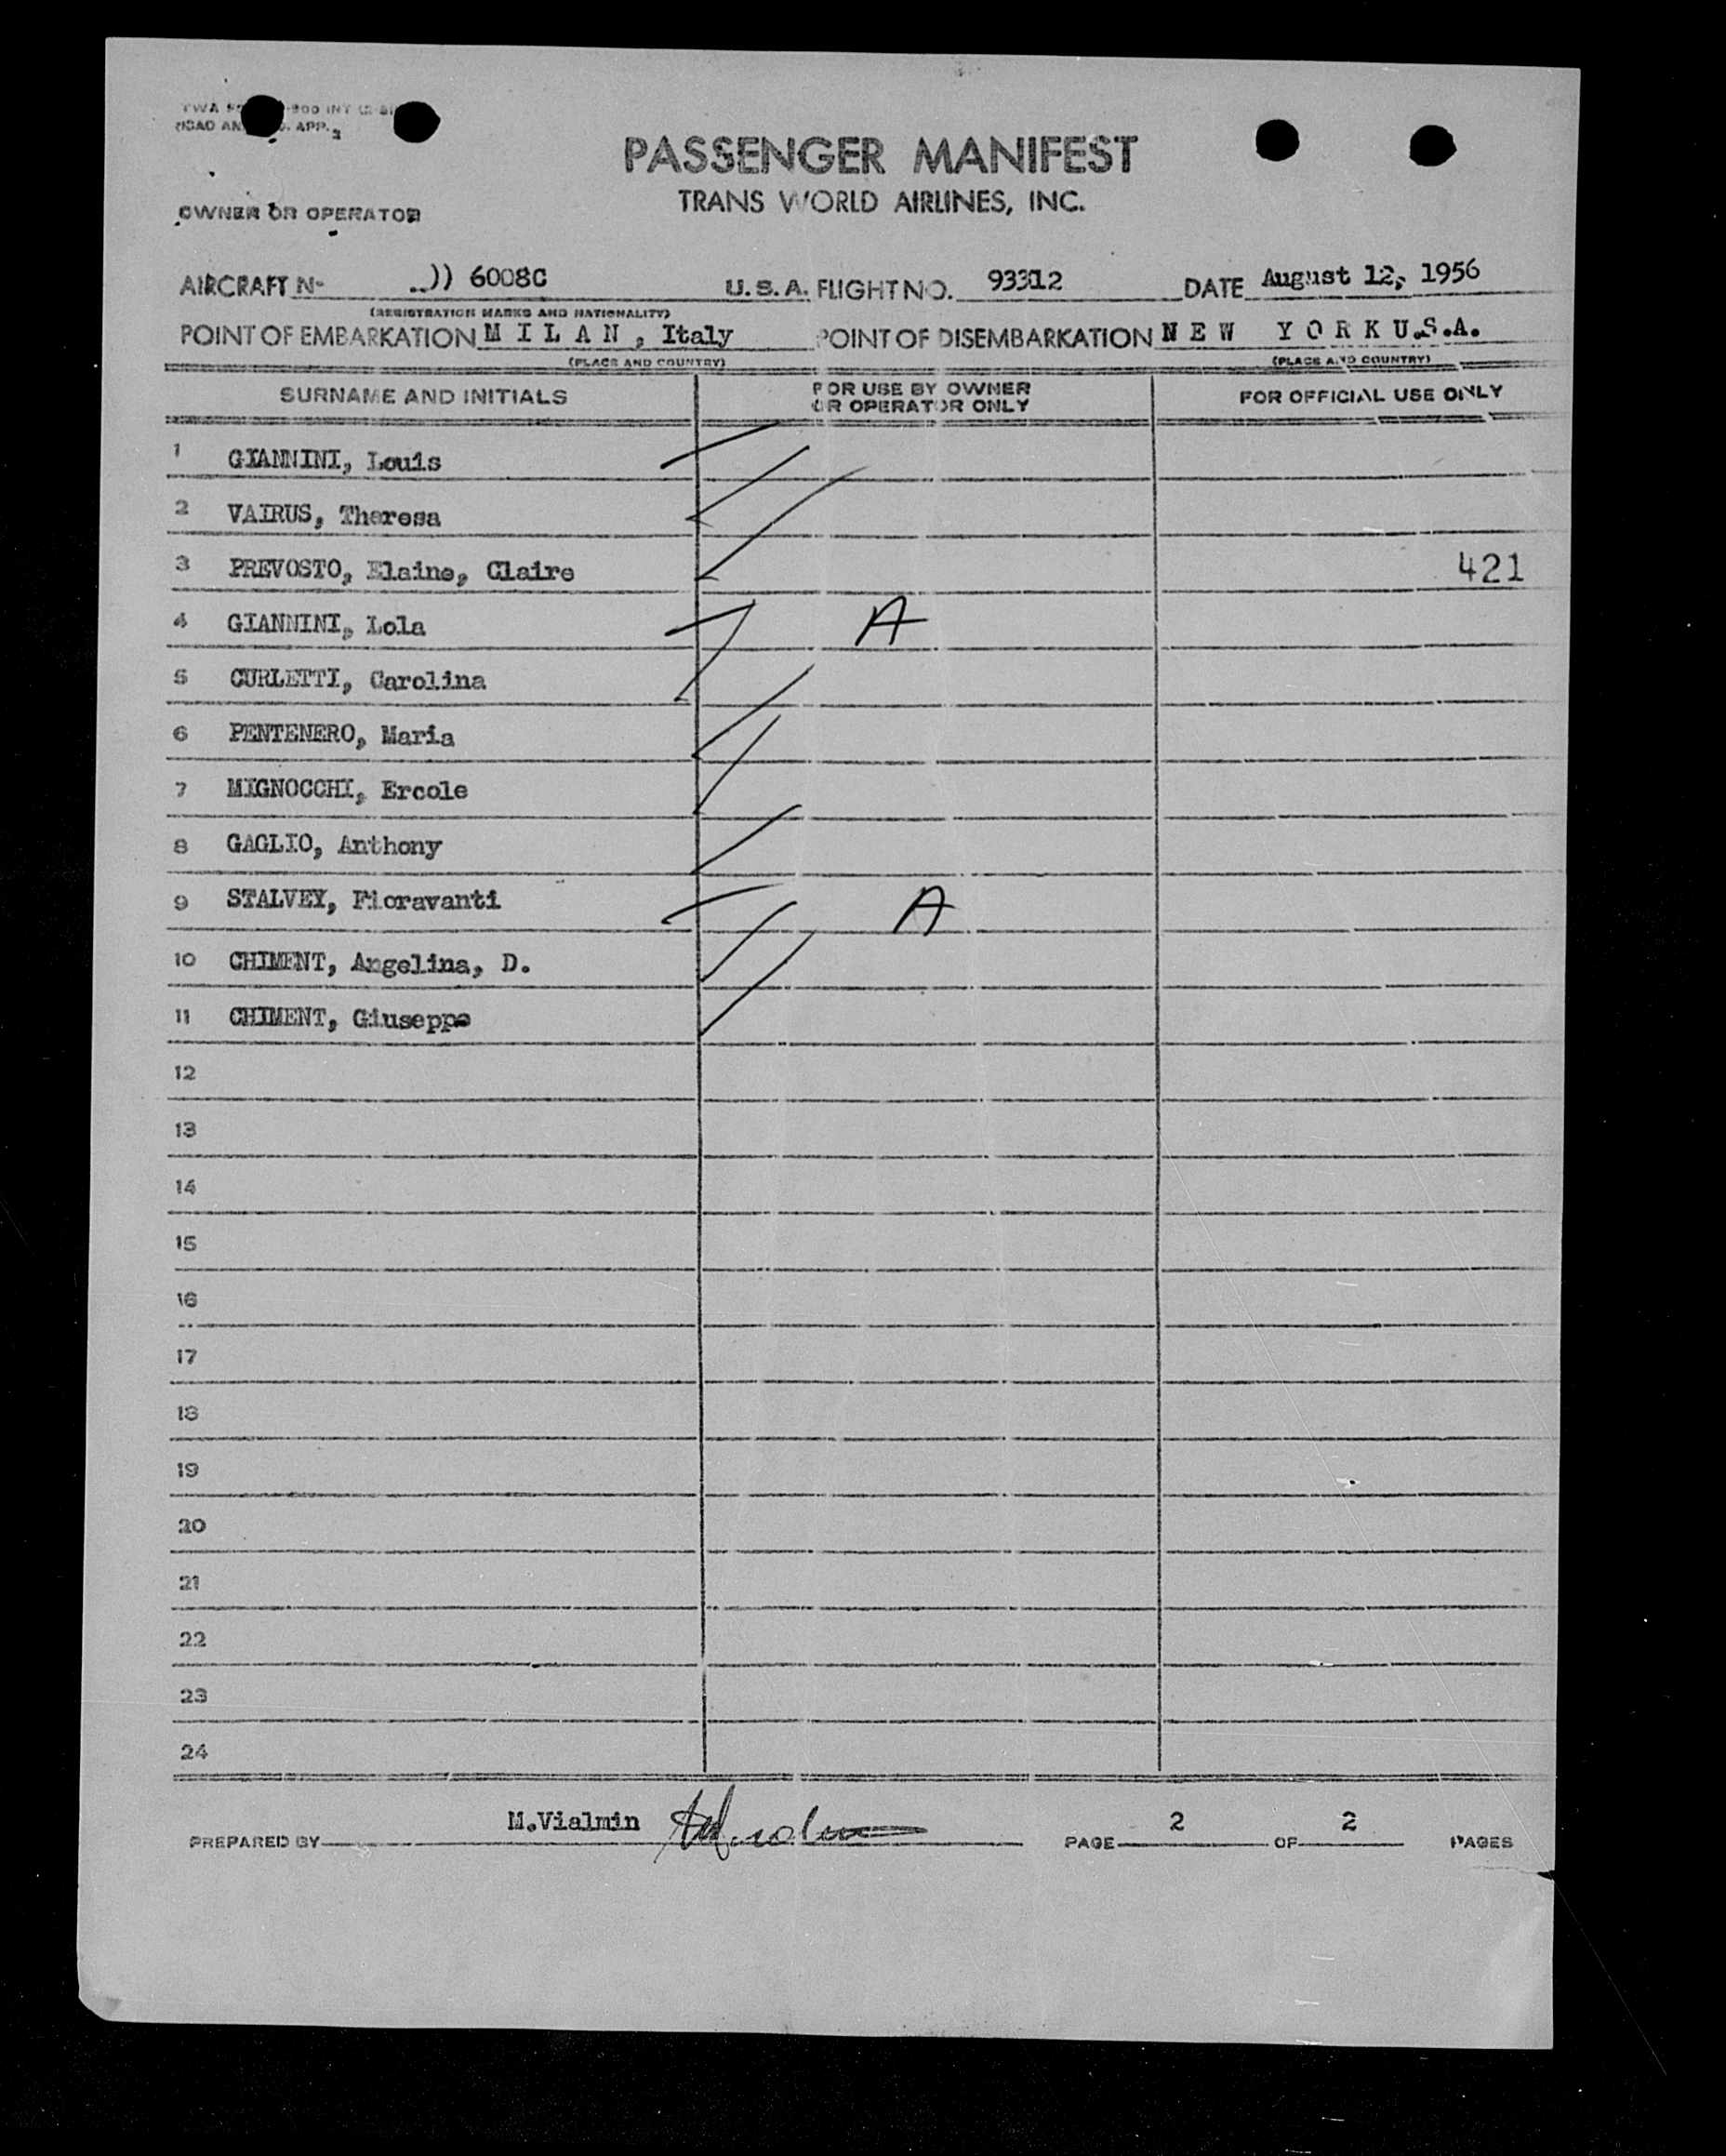 PASSENGER MANIFEST
TRANS WORLD AIRLINES, INC.
OWNER OR OPERATOR
AIRCRAFT Nº )) 6008C U.S.A. FLIGHT NO. 93312 DATE August 12, 1956
(REGISTRATION MARKS AND NATIONALITY)
POINT OF EMBARKATION M I L A N , Italy POINT OF DISEMBARKATION N E W Y O R K U.S.A.
(PLACE AND COUNTRY) (PLACE AND COUNTRY)
SURNAME AND INITIALS FOR USE BY OWNER OR OPERATOR ONLY FOR OFFICIAL USE ONLY
1 GIANNINI, Louis
2 VAIRUS, Theresa
3 PREVOSTO, Elaine, Claire 421
4 GIANNINI, Lola A
5 CURLETTI, Carolina
6 PENTENERO, Maria
7 MIGNOCCHI, Ercole
8 GAGLIO, Anthony
9 STALVEY, Fioravanti A
10 CHIMENT, Angelina, D.
11 CHIMENT, Giuseppe
12
13
14
15
16
17
18
19
20
21
22
23
24
PREPARED BY M.Vialmin PAGE 2 OF 2 PAGES